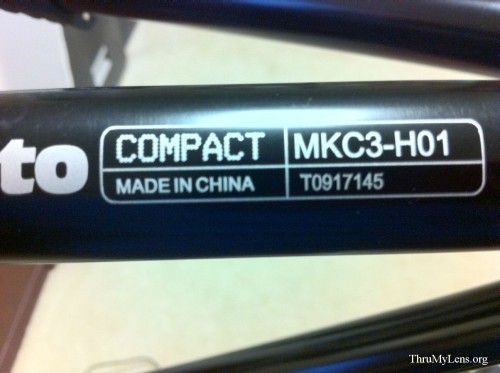 to
COMPACT
MKC3-H01
MADE IN CHINA
T0917145
ThruMyLens.org